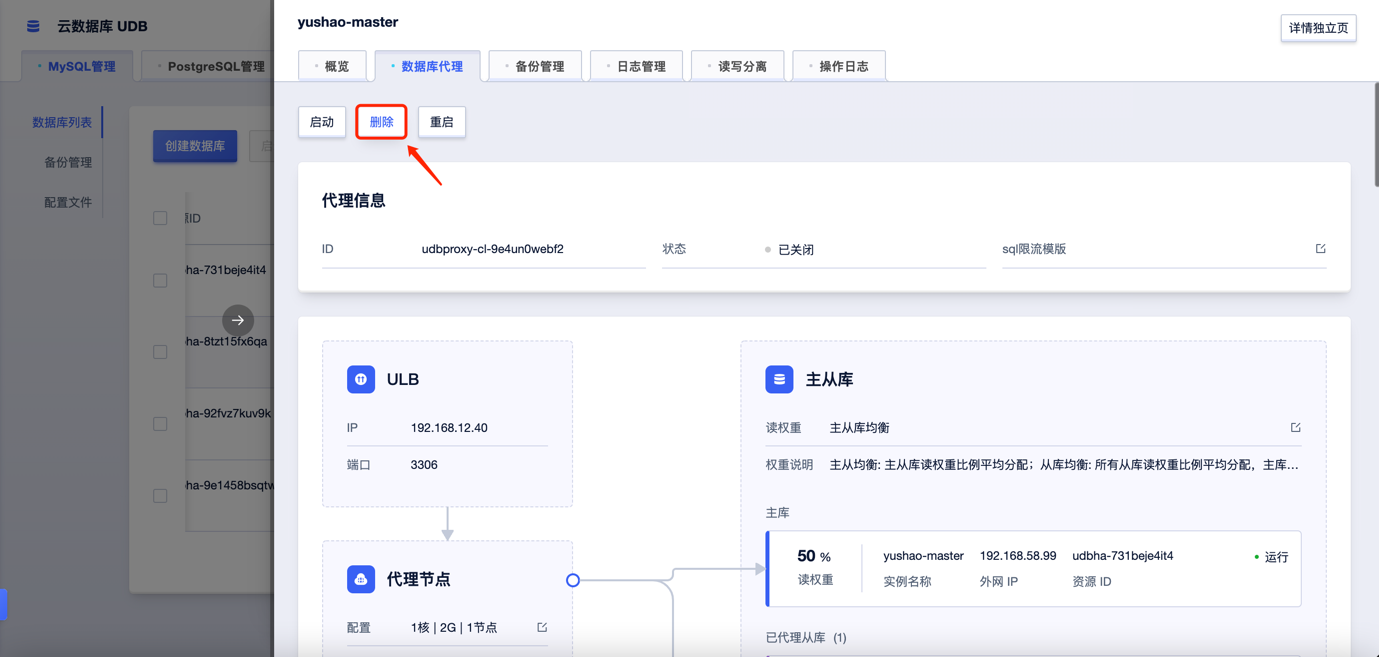 云数据库 UDB
MySQL管理
PostgreSQL管理
数据库列表
备份管理
配置文件
创建数据库
源ID
ha-731beje4it4
ha-8tzt15fx6qa
ha-92fvz7kuv9k
ha-9e1458bsqtw
yushao-master
详情独立页
概览
数据库代理
备份管理
日志管理
读写分离
操作日志
启动
删除
重启
代理信息
ID udbproxy-cl-9e4un0webf2
状态 已关闭
sql限流模版
ULB
IP 192.168.12.40
端口 3306
代理节点
配置 1核 | 2G | 1节点
主从库
读权重 主从库均衡
权重说明 主从均衡: 主从库读权重比例平均分配；从库均衡: 所有从库读权重比例平均分配，主库...
主库
50 % yushao-master 192.168.58.99 udbha-731beje4it4 运行
读权重 实例名称 外网 IP 资源 ID
已代理从库 (1)